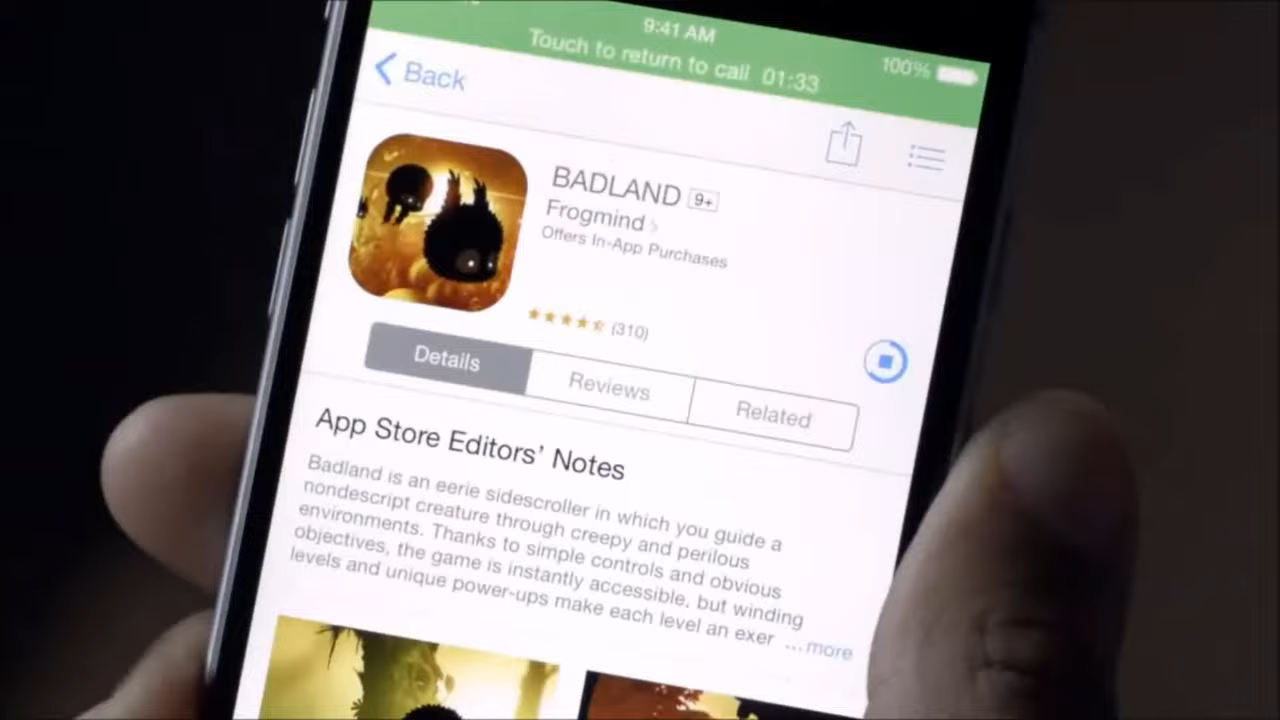 9:41 AM
100%
Touch to return to call 01:33
Back
BADLAND 9+
Frogmind
Offers In-App Purchases
(310)
Details
Reviews
Related
App Store Editors' Notes
Badland is an eerie sidescroller in which you guide a
nondescript creature through creepy and perilous
environments. Thanks to simple controls and obvious
objectives, the game is instantly accessible, but winding
levels and unique power-ups make each level an exer ...more